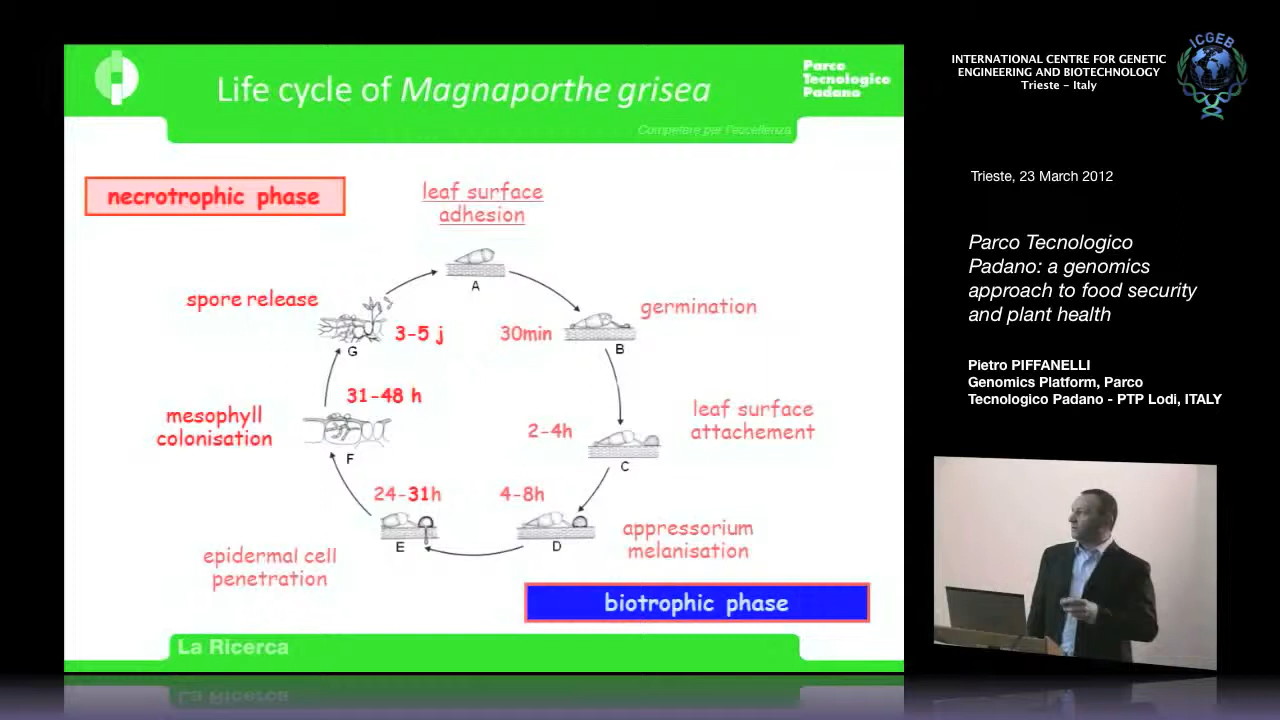 Life cycle of Magnaporthe grisea
Parco
Tecnologico
Padano
Competere per l'eccellenza
necrotrophic phase
leaf surface
adhesion
A
spore release
G
3-5 j
30min
B
germination
31-48 h
mesophyll
colonisation
F
2-4h
C
leaf surface
attachement
24-31h
4-8h
E
D
appressorium
melanisation
epidermal cell
penetration
biotrophic phase
La Ricerca
INTERNATIONAL CENTRE FOR GENETIC
ENGINEERING AND BIOTECHNOLOGY
Trieste - Italy
ICGEB
Trieste, 23 March 2012
Parco Tecnologico
Padano: a genomics
approach to food security
and plant health
Pietro PIFFANELLI
Genomics Platform, Parco
Tecnologico Padano - PTP Lodi, ITALY